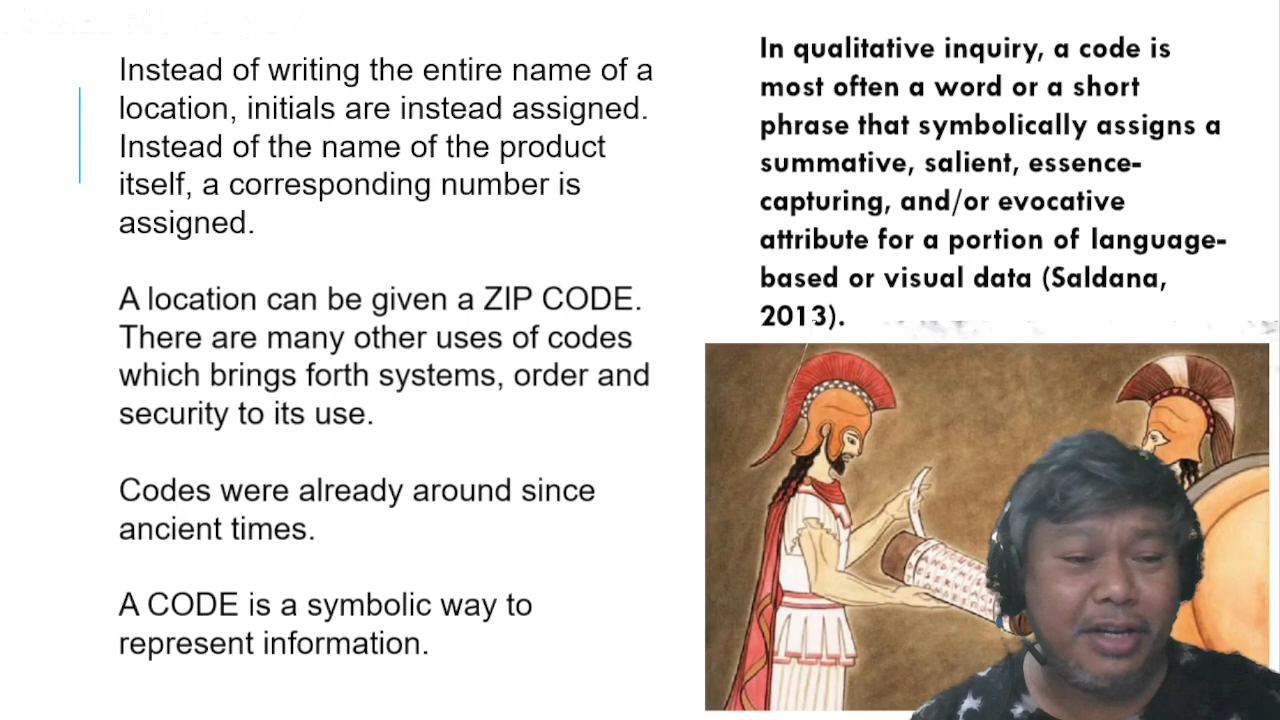 Instead of writing the entire name of a
location, initials are instead assigned.
Instead of the name of the product
itself, a corresponding number is
assigned.
A location can be given a ZIP CODE.
There are many other uses of codes
which brings forth systems, order and
security to its use.
Codes were already around since
ancient times.
A CODE is a symbolic way to
represent information.
In qualitative inquiry, a code is
most often a word or a short
phrase that symbolically assigns a
summative, salient, essence-
capturing, and/or evocative
attribute for a portion of language-
based or visual data (Saldana,
2013).